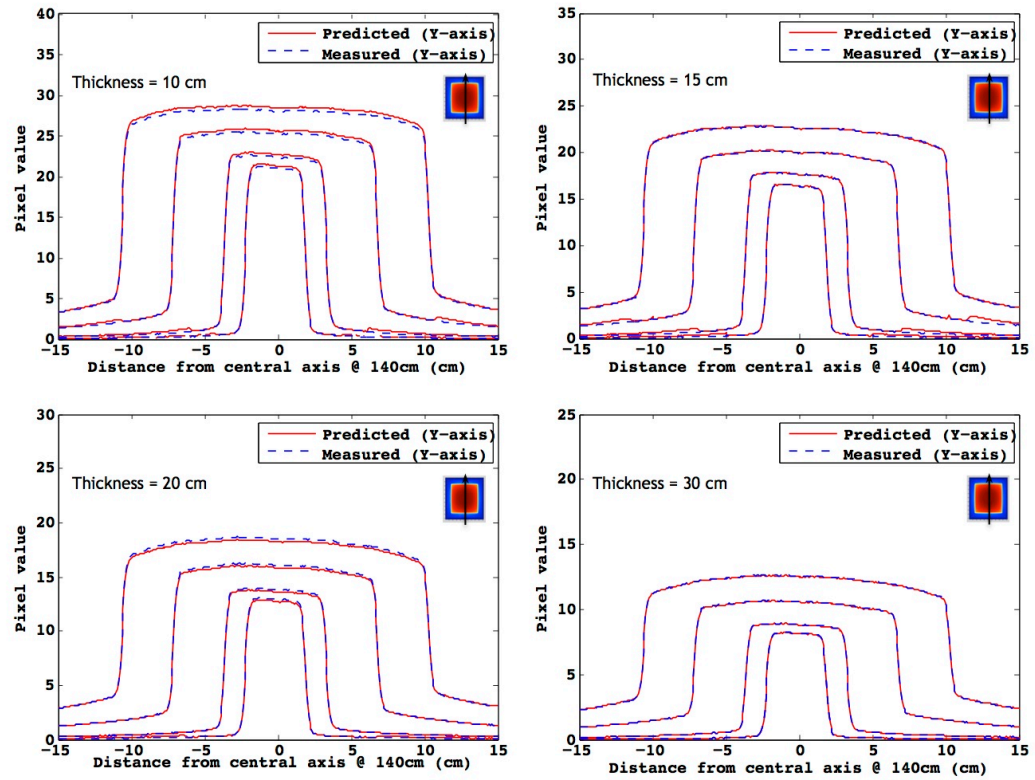 40
35
30
25
20
15
10
5
0
Pixel value
Predicted (Y-axis)
Measured (Y-axis)
Thickness = 10 cm
−15 −10 −5 0 5 10 15
Distance from central axis @ 140cm (cm)
35
30
25
20
15
10
5
0
Pixel value
Predicted (Y-axis)
Measured (Y-axis)
Thickness = 15 cm
−15 −10 −5 0 5 10 15
Distance from central axis @ 140cm (cm)
30
25
20
15
10
5
0
Pixel value
Predicted (Y-axis)
Measured (Y-axis)
Thickness = 20 cm
−15 −10 −5 0 5 10 15
Distance from central axis @ 140cm (cm)
25
20
15
10
5
0
Pixel value
Predicted (Y-axis)
Measured (Y-axis)
Thickness = 30 cm
−15 −10 −5 0 5 10 15
Distance from central axis @ 140cm (cm)